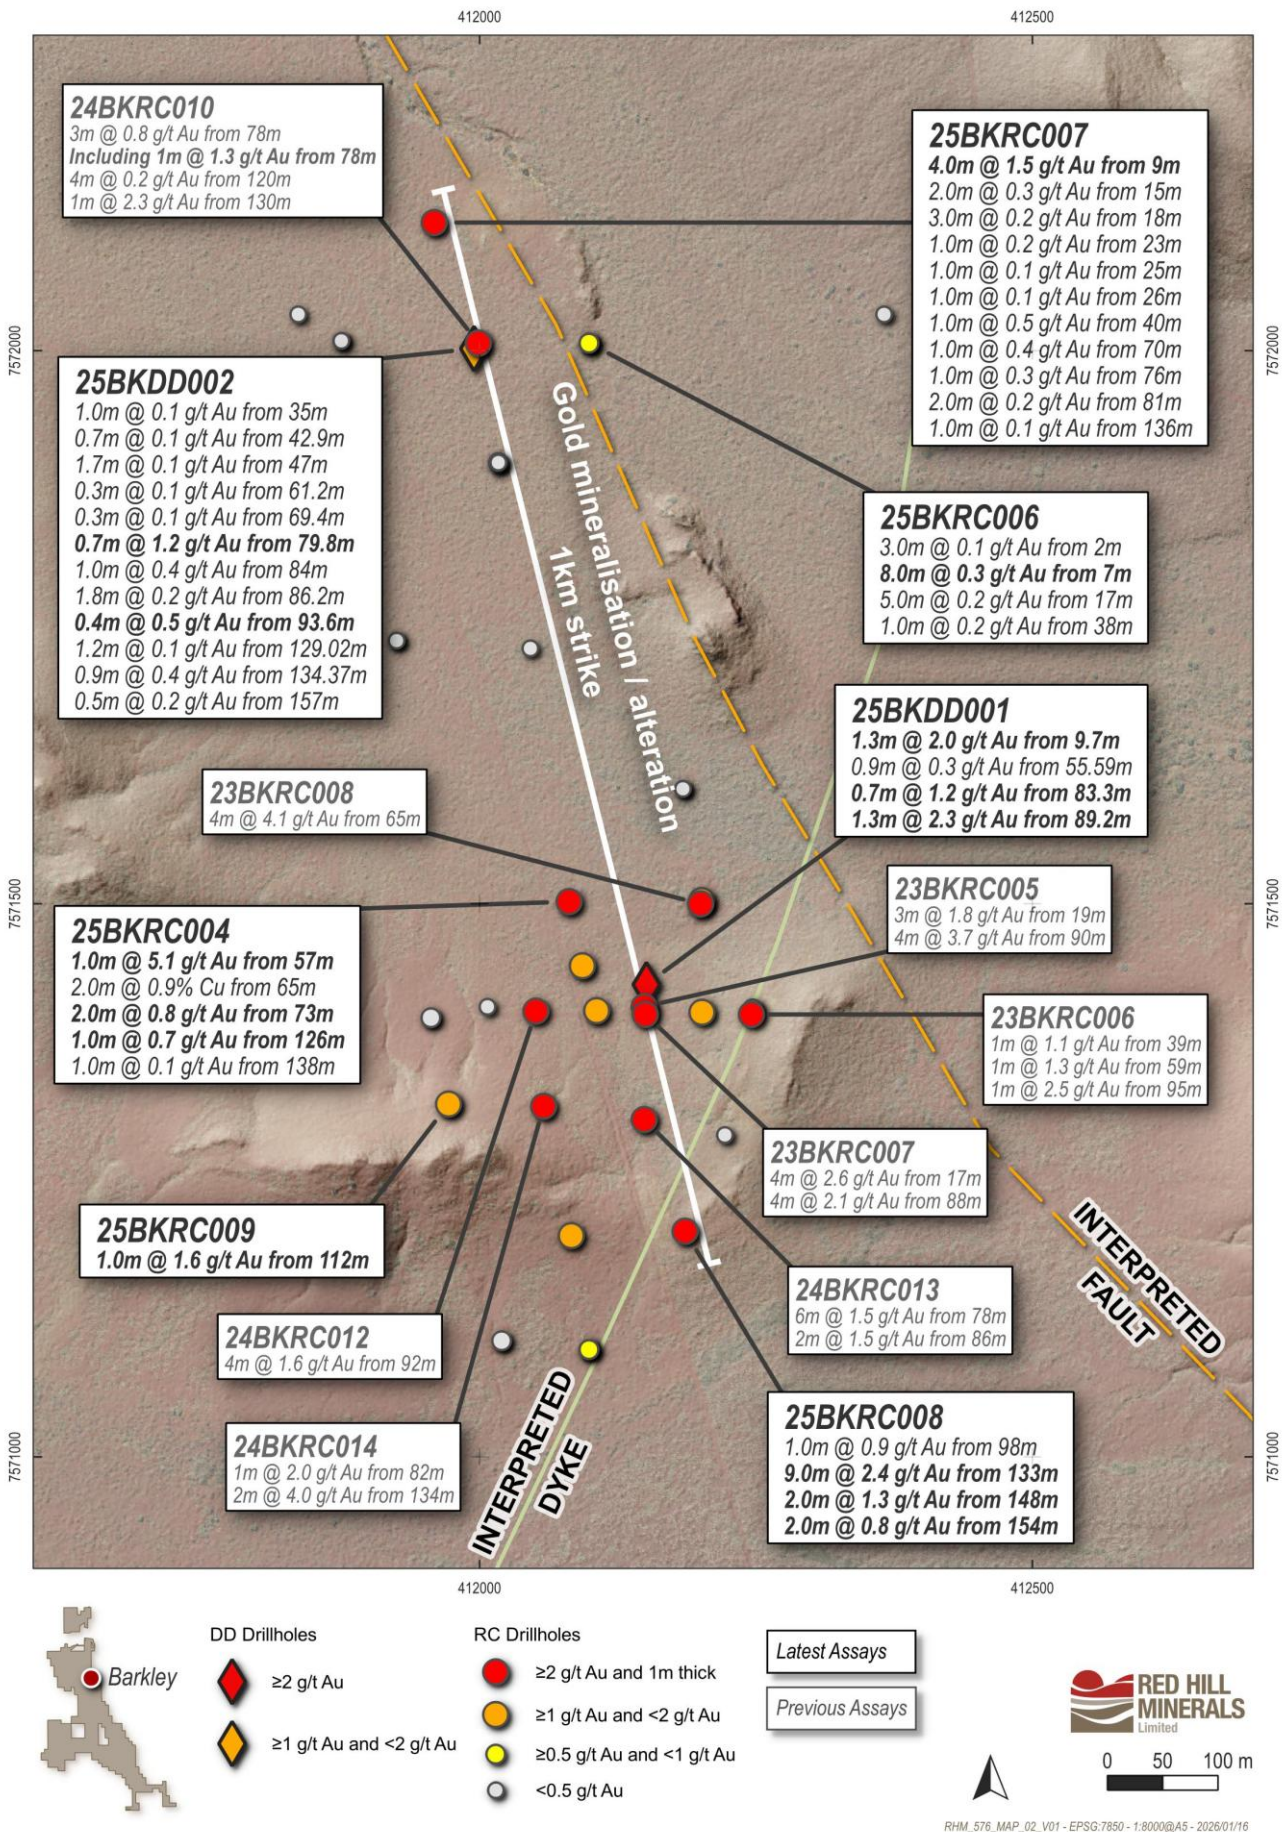 412000
412500
24BKRC010
3m @ 0.8 g/t Au from 78m
Including 1m @ 1.3 g/t Au from 78m
4m @ 0.2 g/t Au from 120m
1m @ 2.3 g/t Au from 130m
25BKRC007
4.0m @ 1.5 g/t Au from 9m
2.0m @ 0.3 g/t Au from 15m
3.0m @ 0.2 g/t Au from 18m
1.0m @ 0.2 g/t Au from 23m
1.0m @ 0.1 g/t Au from 25m
1.0m @ 0.1 g/t Au from 26m
1.0m @ 0.5 g/t Au from 40m
1.0m @ 0.4 g/t Au from 70m
1.0m @ 0.3 g/t Au from 76m
2.0m @ 0.2 g/t Au from 81m
1.0m @ 0.1 g/t Au from 136m
7572000
7572000
25BKDD002
1.0m @ 0.1 g/t Au from 35m
0.7m @ 0.1 g/t Au from 42.9m
1.7m @ 0.1 g/t Au from 47m
0.3m @ 0.1 g/t Au from 61.2m
0.3m @ 0.1 g/t Au from 69.4m
0.7m @ 1.2 g/t Au from 79.8m
1.0m @ 0.4 g/t Au from 84m
1.8m @ 0.2 g/t Au from 86.2m
0.4m @ 0.5 g/t Au from 93.6m
1.2m @ 0.1 g/t Au from 129.02m
0.9m @ 0.4 g/t Au from 134.37m
0.5m @ 0.2 g/t Au from 157m
Gold mineralisation / alteration
1km strike
25BKRC006
3.0m @ 0.1 g/t Au from 2m
8.0m @ 0.3 g/t Au from 7m
5.0m @ 0.2 g/t Au from 17m
1.0m @ 0.2 g/t Au from 38m
25BKDD001
1.3m @ 2.0 g/t Au from 9.7m
0.9m @ 0.3 g/t Au from 55.59m
0.7m @ 1.2 g/t Au from 83.3m
1.3m @ 2.3 g/t Au from 89.2m
23BKRC008
4m @ 4.1 g/t Au from 65m
7571500
7571500
23BKRC005
3m @ 1.8 g/t Au from 19m
4m @ 3.7 g/t Au from 90m
25BKRC004
1.0m @ 5.1 g/t Au from 57m
2.0m @ 0.9% Cu from 65m
2.0m @ 0.8 g/t Au from 73m
1.0m @ 0.7 g/t Au from 126m
1.0m @ 0.1 g/t Au from 138m
23BKRC006
1m @ 1.1 g/t Au from 39m
1m @ 1.3 g/t Au from 59m
1m @ 2.5 g/t Au from 95m
23BKRC007
4m @ 2.6 g/t Au from 17m
4m @ 2.1 g/t Au from 88m
25BKRC009
1.0m @ 1.6 g/t Au from 112m
INTERPRETED
FAULT
24BKRC013
6m @ 1.5 g/t Au from 78m
2m @ 1.5 g/t Au from 86m
24BKRC012
4m @ 1.6 g/t Au from 92m
25BKRC008
1.0m @ 0.9 g/t Au from 98m
9.0m @ 2.4 g/t Au from 133m
2.0m @ 1.3 g/t Au from 148m
2.0m @ 0.8 g/t Au from 154m
24BKRC014
1m @ 2.0 g/t Au from 82m
2m @ 4.0 g/t Au from 134m
INTERPRETED
DYKE
7571000
7571000
412000
412500
Barkley
DD Drillholes
≥2 g/t Au
≥1 g/t Au and <2 g/t Au
RC Drillholes
≥2 g/t Au and 1m thick
≥1 g/t Au and <2 g/t Au
≥0.5 g/t Au and <1 g/t Au
<0.5 g/t Au
Latest Assays
Previous Assays
RED HILL
MINERALS
Limited
0 50 100 m
RHM_576_MAP_02_V01 - EPSG:7850 - 1:8000@A5 - 2026/01/16